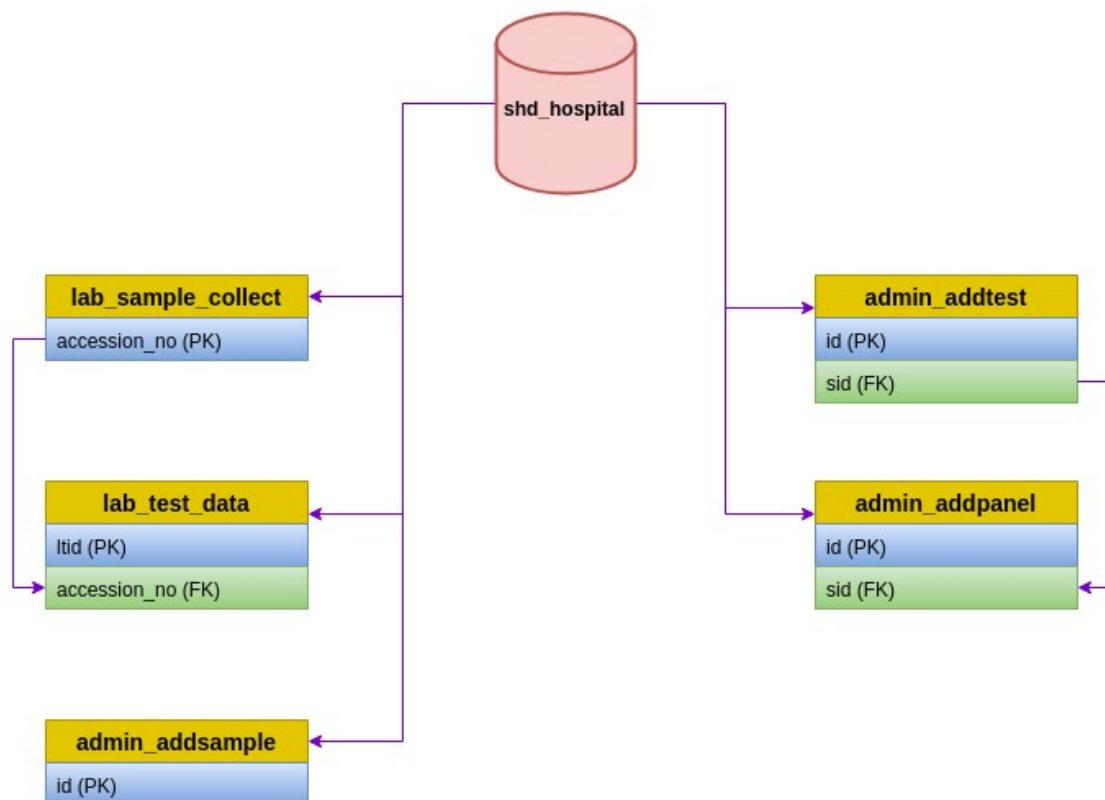 shd_hospital
lab_sample_collect
accession_no (PK)
admin_addtest
id (PK)
sid (FK)
lab_test_data
ltid (PK)
accession_no (FK)
admin_addpanel
id (PK)
sid (FK)
admin_addsample
id (PK)